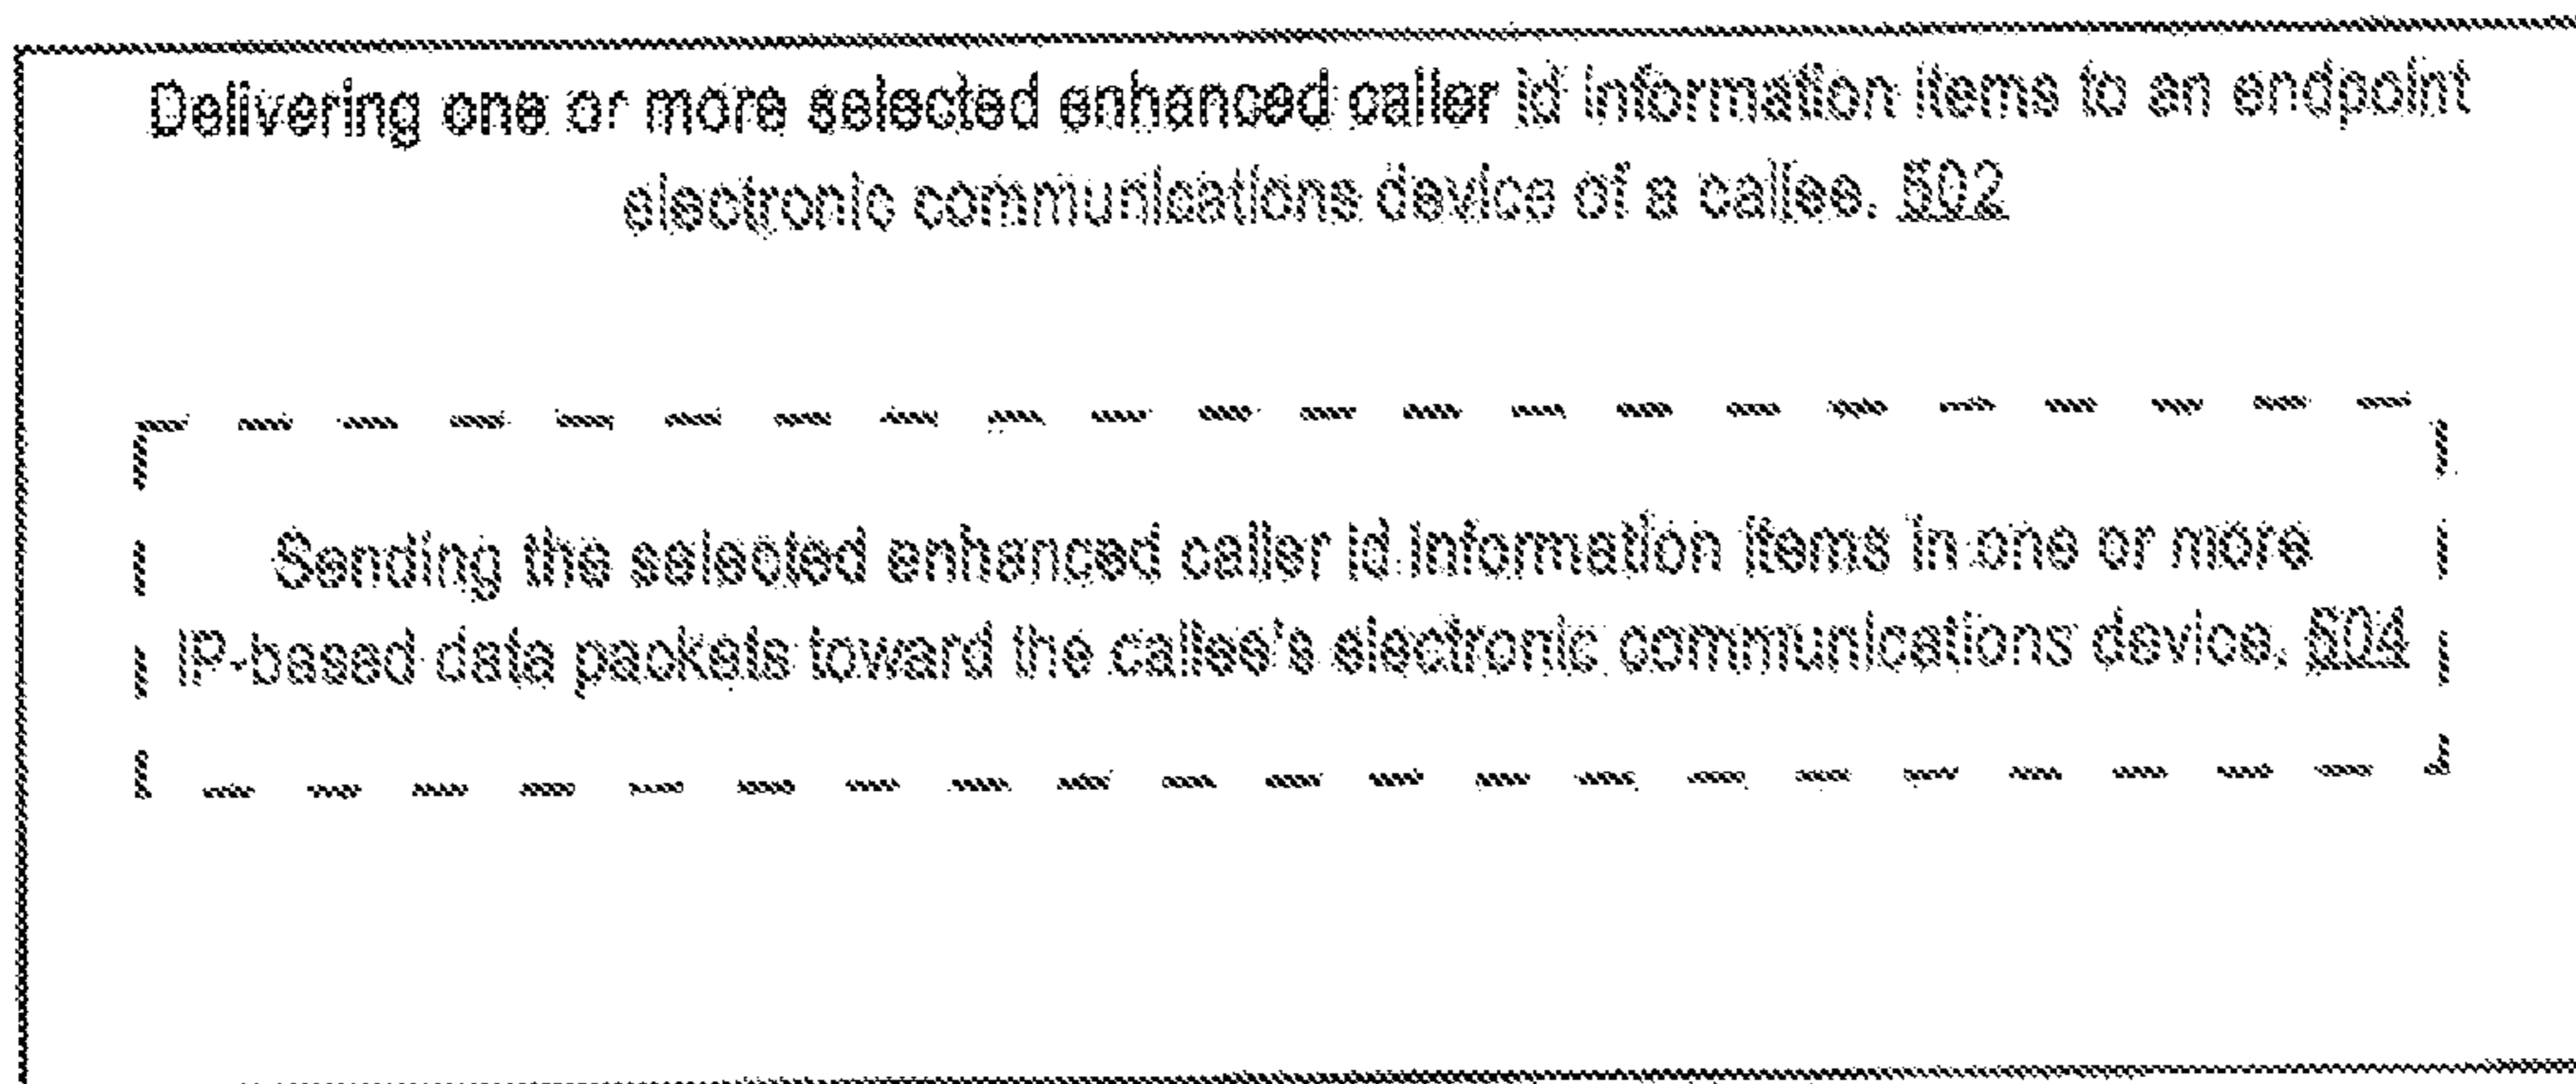 Delivering one or more selected enhanced caller id information items to an endpoint
electronic communications device of a callee. 502
Sending the selected enhanced caller id information items in one or more
IP-based data packets toward the callee's electronic communications device. 504